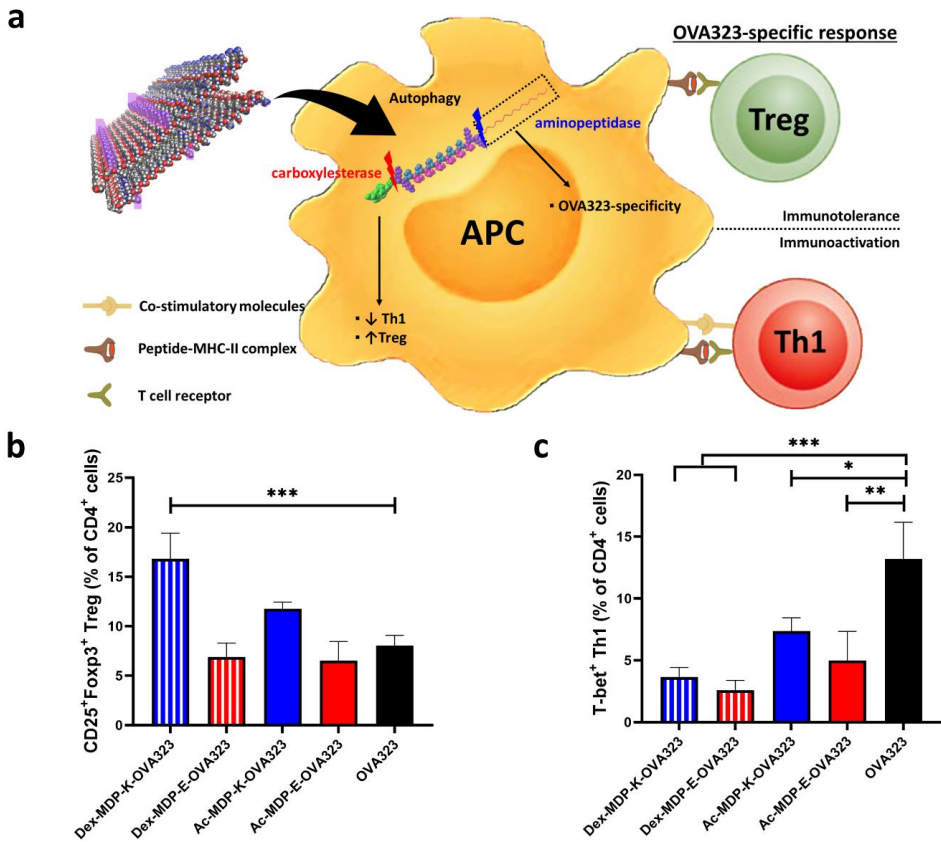 a
OVA323-specific response
Autophagy
aminopeptidase
carboxylesterase
▪ OVA323-specificity
APC
Treg
Immunotolerance
Immunoactivation
▪ ↓ Th1
▪ ↑Treg
Th1
Co-stimulatory molecules
Peptide-MHC-II complex
T cell receptor
b
CD25+Foxp3+ Treg (% of CD4+ cells)
25
20
15
10
5
0
***
Dex-MDP-K-OVA323
Dex-MDP-E-OVA323
Ac-MDP-K-OVA323
Ac-MDP-E-OVA323
OVA323
c
T-bet+ Th1 (% of CD4+ cells)
20
15
10
5
0
***
*
**
Dex-MDP-K-OVA323
Dex-MDP-E-OVA323
Ac-MDP-K-OVA323
Ac-MDP-E-OVA323
OVA323